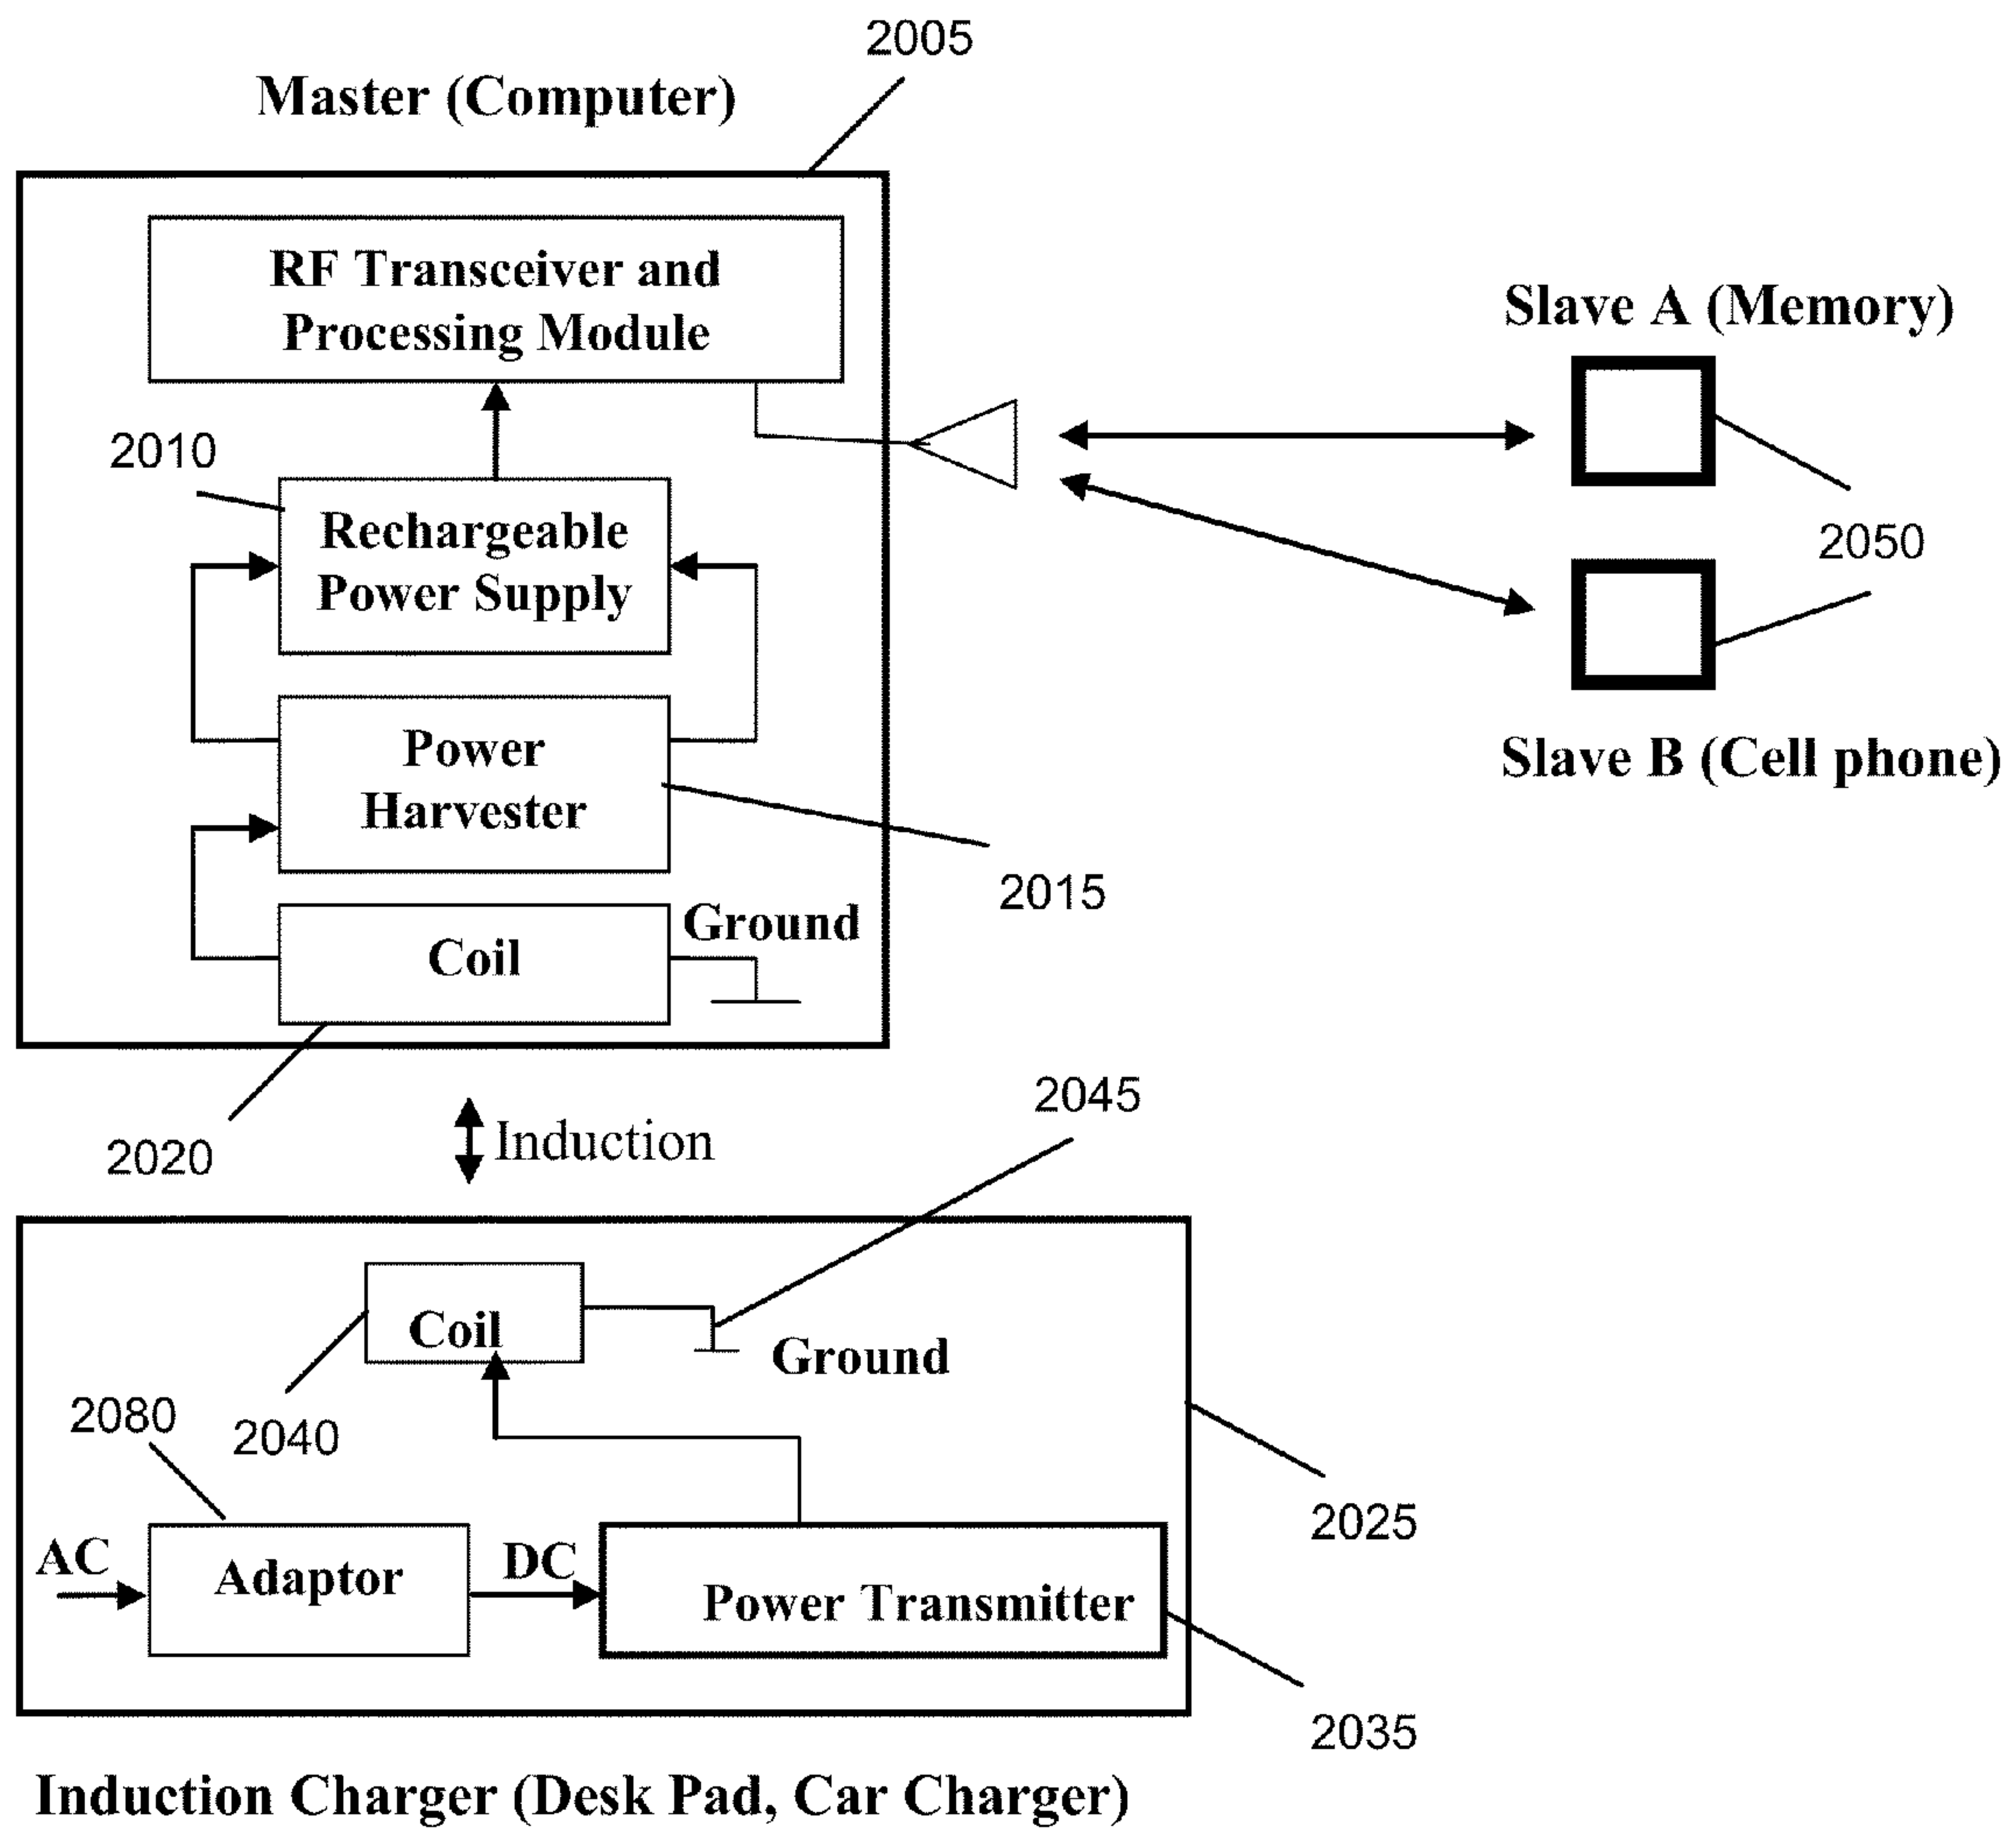 2005
Master (Computer)
RF Transceiver and
Processing Module
Slave A (Memory)
2010
Rechargeable
Power Supply
2050
Power
Harvester
Slave B (Cell phone)
2015
Ground
Coil
2020
Induction
2045
Coil
Ground
2080
2040
2025
AC
Adaptor
DC
Power Transmitter
2035
Induction Charger (Desk Pad, Car Charger)